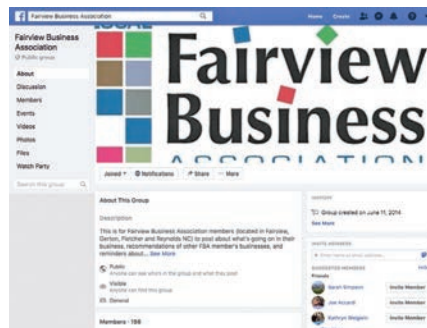 Fairview Business Association
Home Create
Fairview Business
Association
Public group
About
Discussion
Members
Events
Videos
Photos
Files
Watch Party
Search this group
LOCAL
Fairview
Business
ASSOCIATION
Joined Notifications Share More
About This Group
Description
This is for Fairview Business Association members (located in Fairview,
Gerton, Fletcher and Reynolds NC) to post about what's going on in their
business, recommendations of other FBA member's businesses, and
reminders about... See More
Public
Anyone can see who's in the group and what they post
Visible
Anyone can find this group
General
Members · 198
HISTORY
Group created on June 11, 2014
See More
INVITE MEMBERS
SUGGESTED MEMBERS
Friends
Sarah Simpson Invite Member
Joe Accardi Invite Member
Invite Member